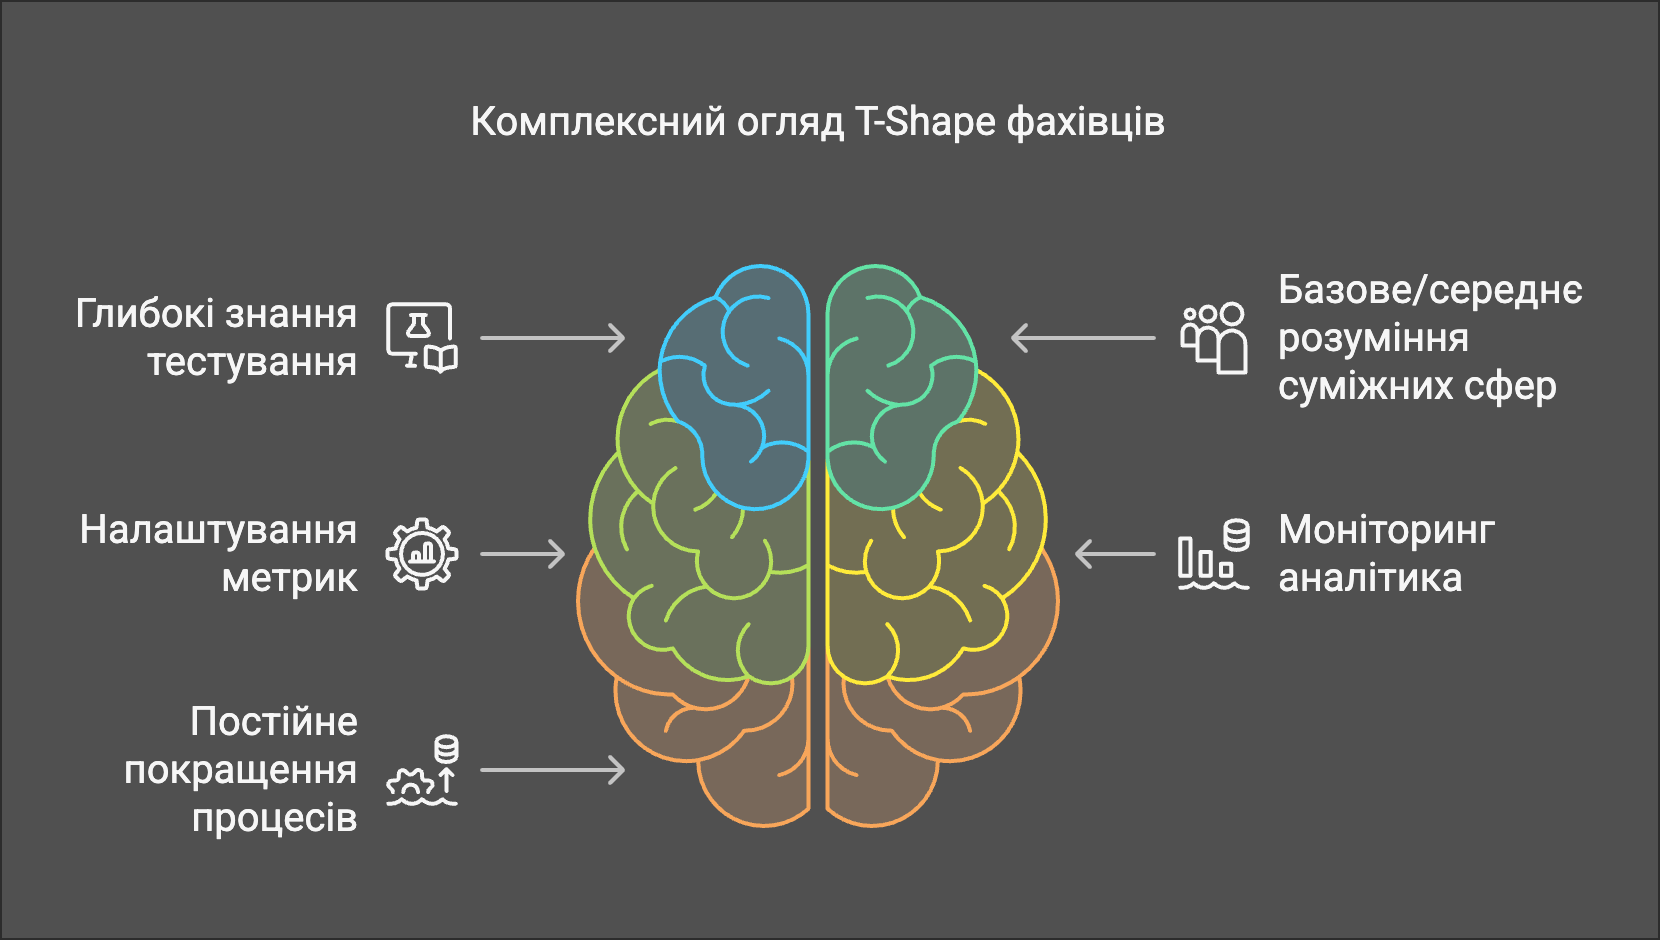 Комплексний огляд T-Shape фахівців
Глибокі знання
тестування
Налаштування
метрик
Постійне
покращення
процесів
Базове/середнє
розуміння
суміжних сфер
Моніторинг
аналітика